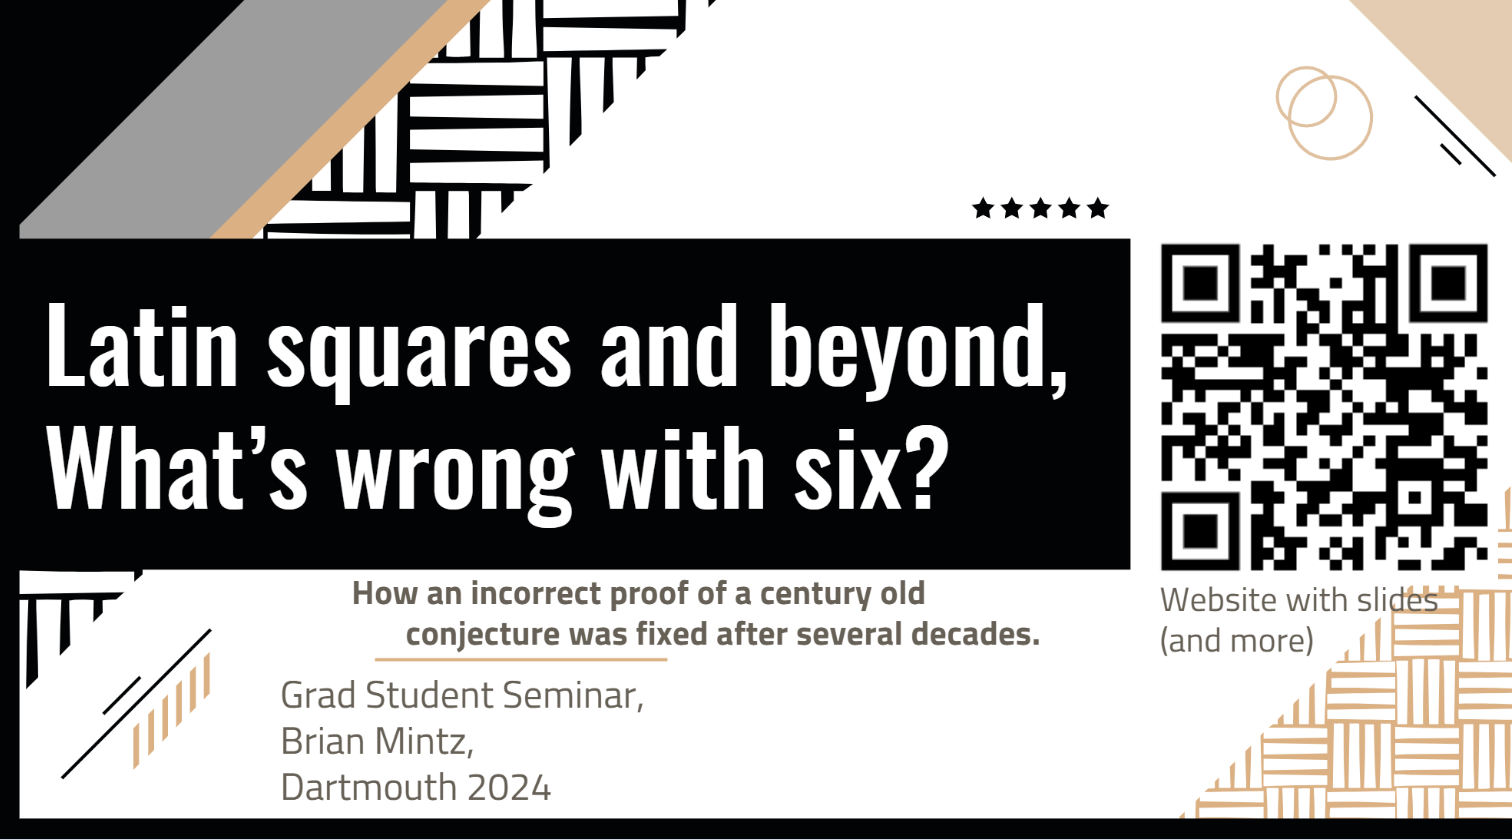 Latin squares and beyond,
What's wrong with six?
How an incorrect proof of a century old
conjecture was fixed after several decades.
Grad Student Seminar,
Brian Mintz,
Dartmouth 2024
Website with slides
(and more)